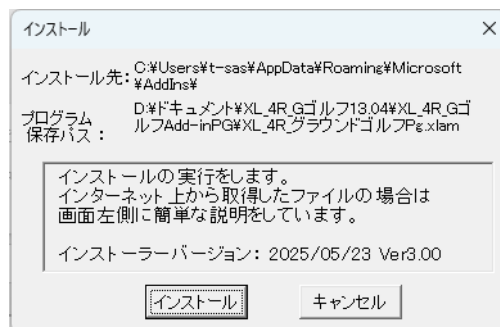 インストール
インストール先：C:¥Users¥t-sas¥AppData¥Roaming¥Microsoft
¥AddIns¥
プログラム
保存パス：
D:¥ドキュメント¥XL_4R_Gゴルフ13.04¥XL_4R_Gゴ
ルフAdd-inPG¥XL_4R_グラウンドゴルフPg.xlam
インストールの実行をします。
インターネット上から取得したファイルの場合は
画面左側に簡単な説明をしています。
インストーラーバージョン：2025/05/23 Ver3.00
インストール
キャンセル